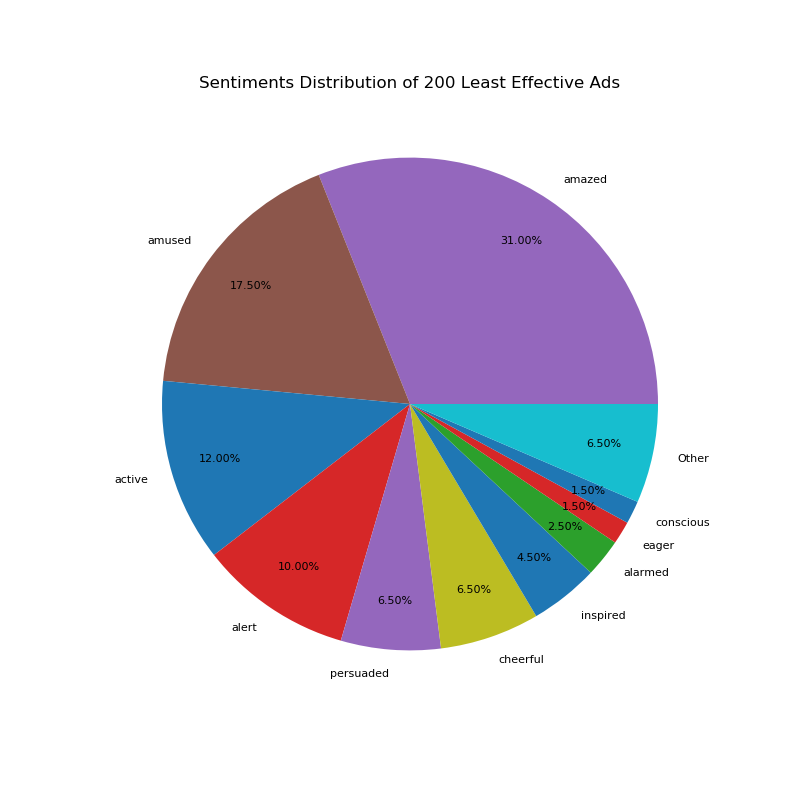 Sentiments Distribution of 200 Least Effective Ads
amazed
31.00%
amused
17.50%
active
12.00%
alert
10.00%
persuaded
6.50%
cheerful
6.50%
inspired
4.50%
alarmed
2.50%
eager
1.50%
conscious
1.50%
Other
6.50%